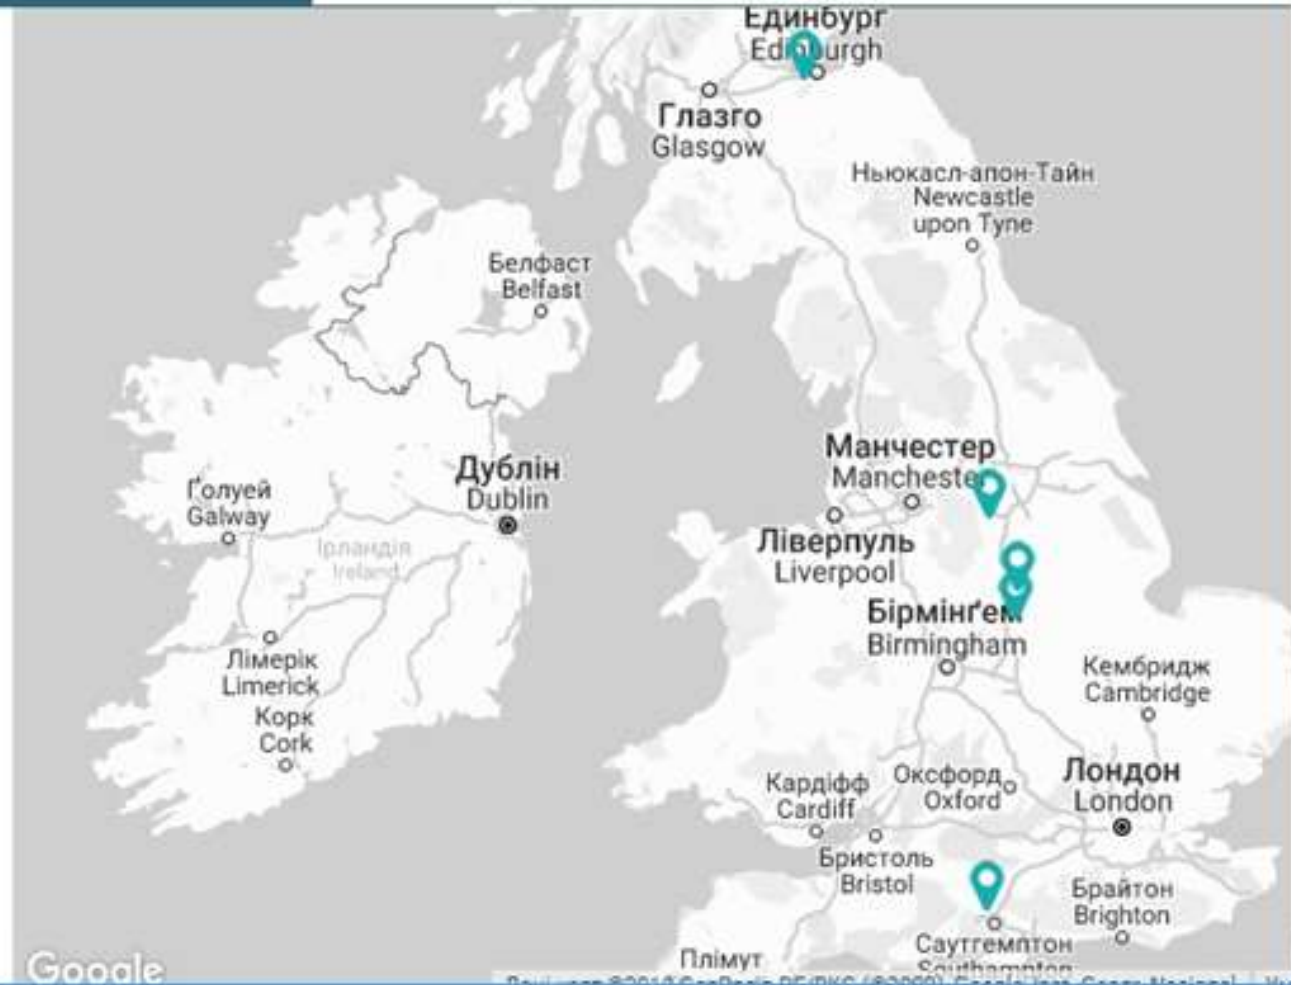 Единбург
Edinburgh
Глазго
Glasgow
Ньюкасл-апон-Тайн
Newcastle
upon Tyne
Белфаст
Belfast
Манчестер
Manchester
Дублін
Dublin
Ґолуей
Galway
Ірландія
Ireland
Ліверпуль
Liverpool
Бірмінґем
Birmingham
Лімерік
Limerick
Кембридж
Cambridge
Корк
Cork
Кардіфф
Cardiff
Оксфорд
Oxford
Лондон
London
Бристоль
Bristol
Брайтон
Brighton
Саутгемптон
Southampton
Плімут
Google